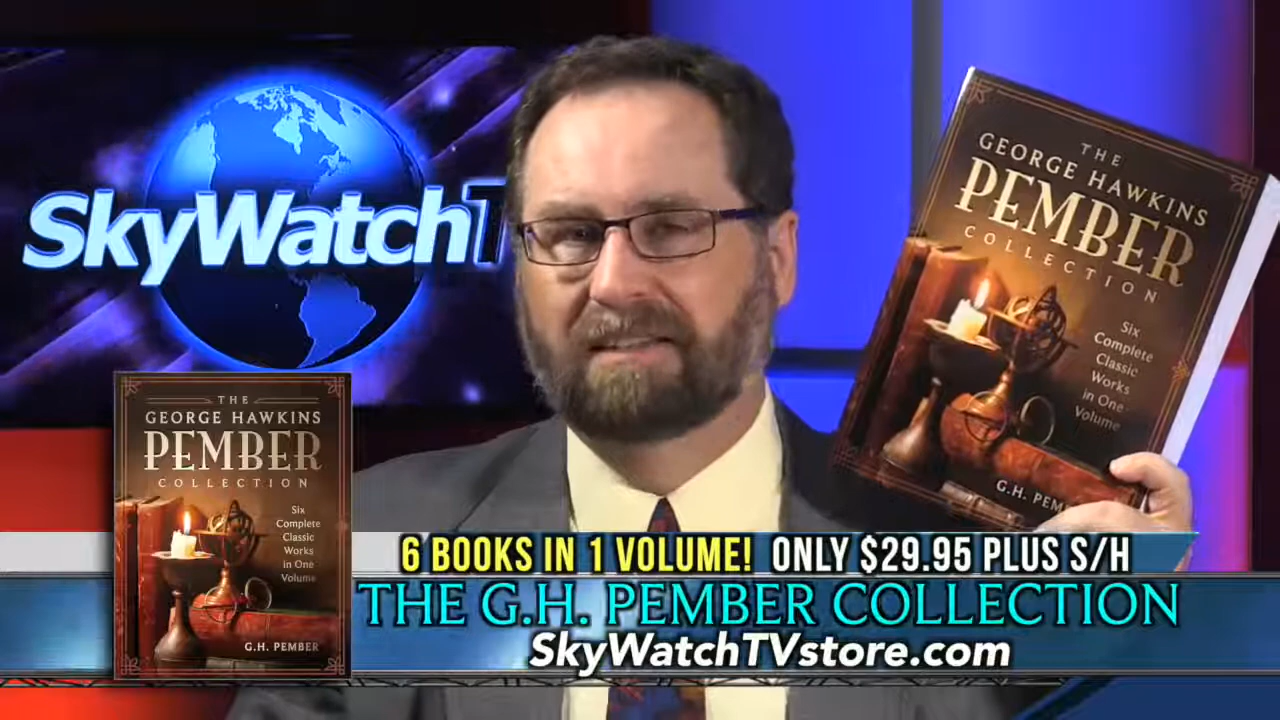 SkyWatchT
THE
GEORGE HAWKINS
PEMBER
COLLECTION
Six
Complete
Classic
Works
in One
Volume
G.H. PEM
THE
GEORGE HAWKINS
PEMBER
COLLECTION
Six
Complete
Classic
Works
in One
Volume
G.H. PEMBER
6 BOOKS IN 1 VOLUME! ONLY $29.95 PLUS S/H
THE G.H. PEMBER COLLECTION
SkyWatchTVstore.com